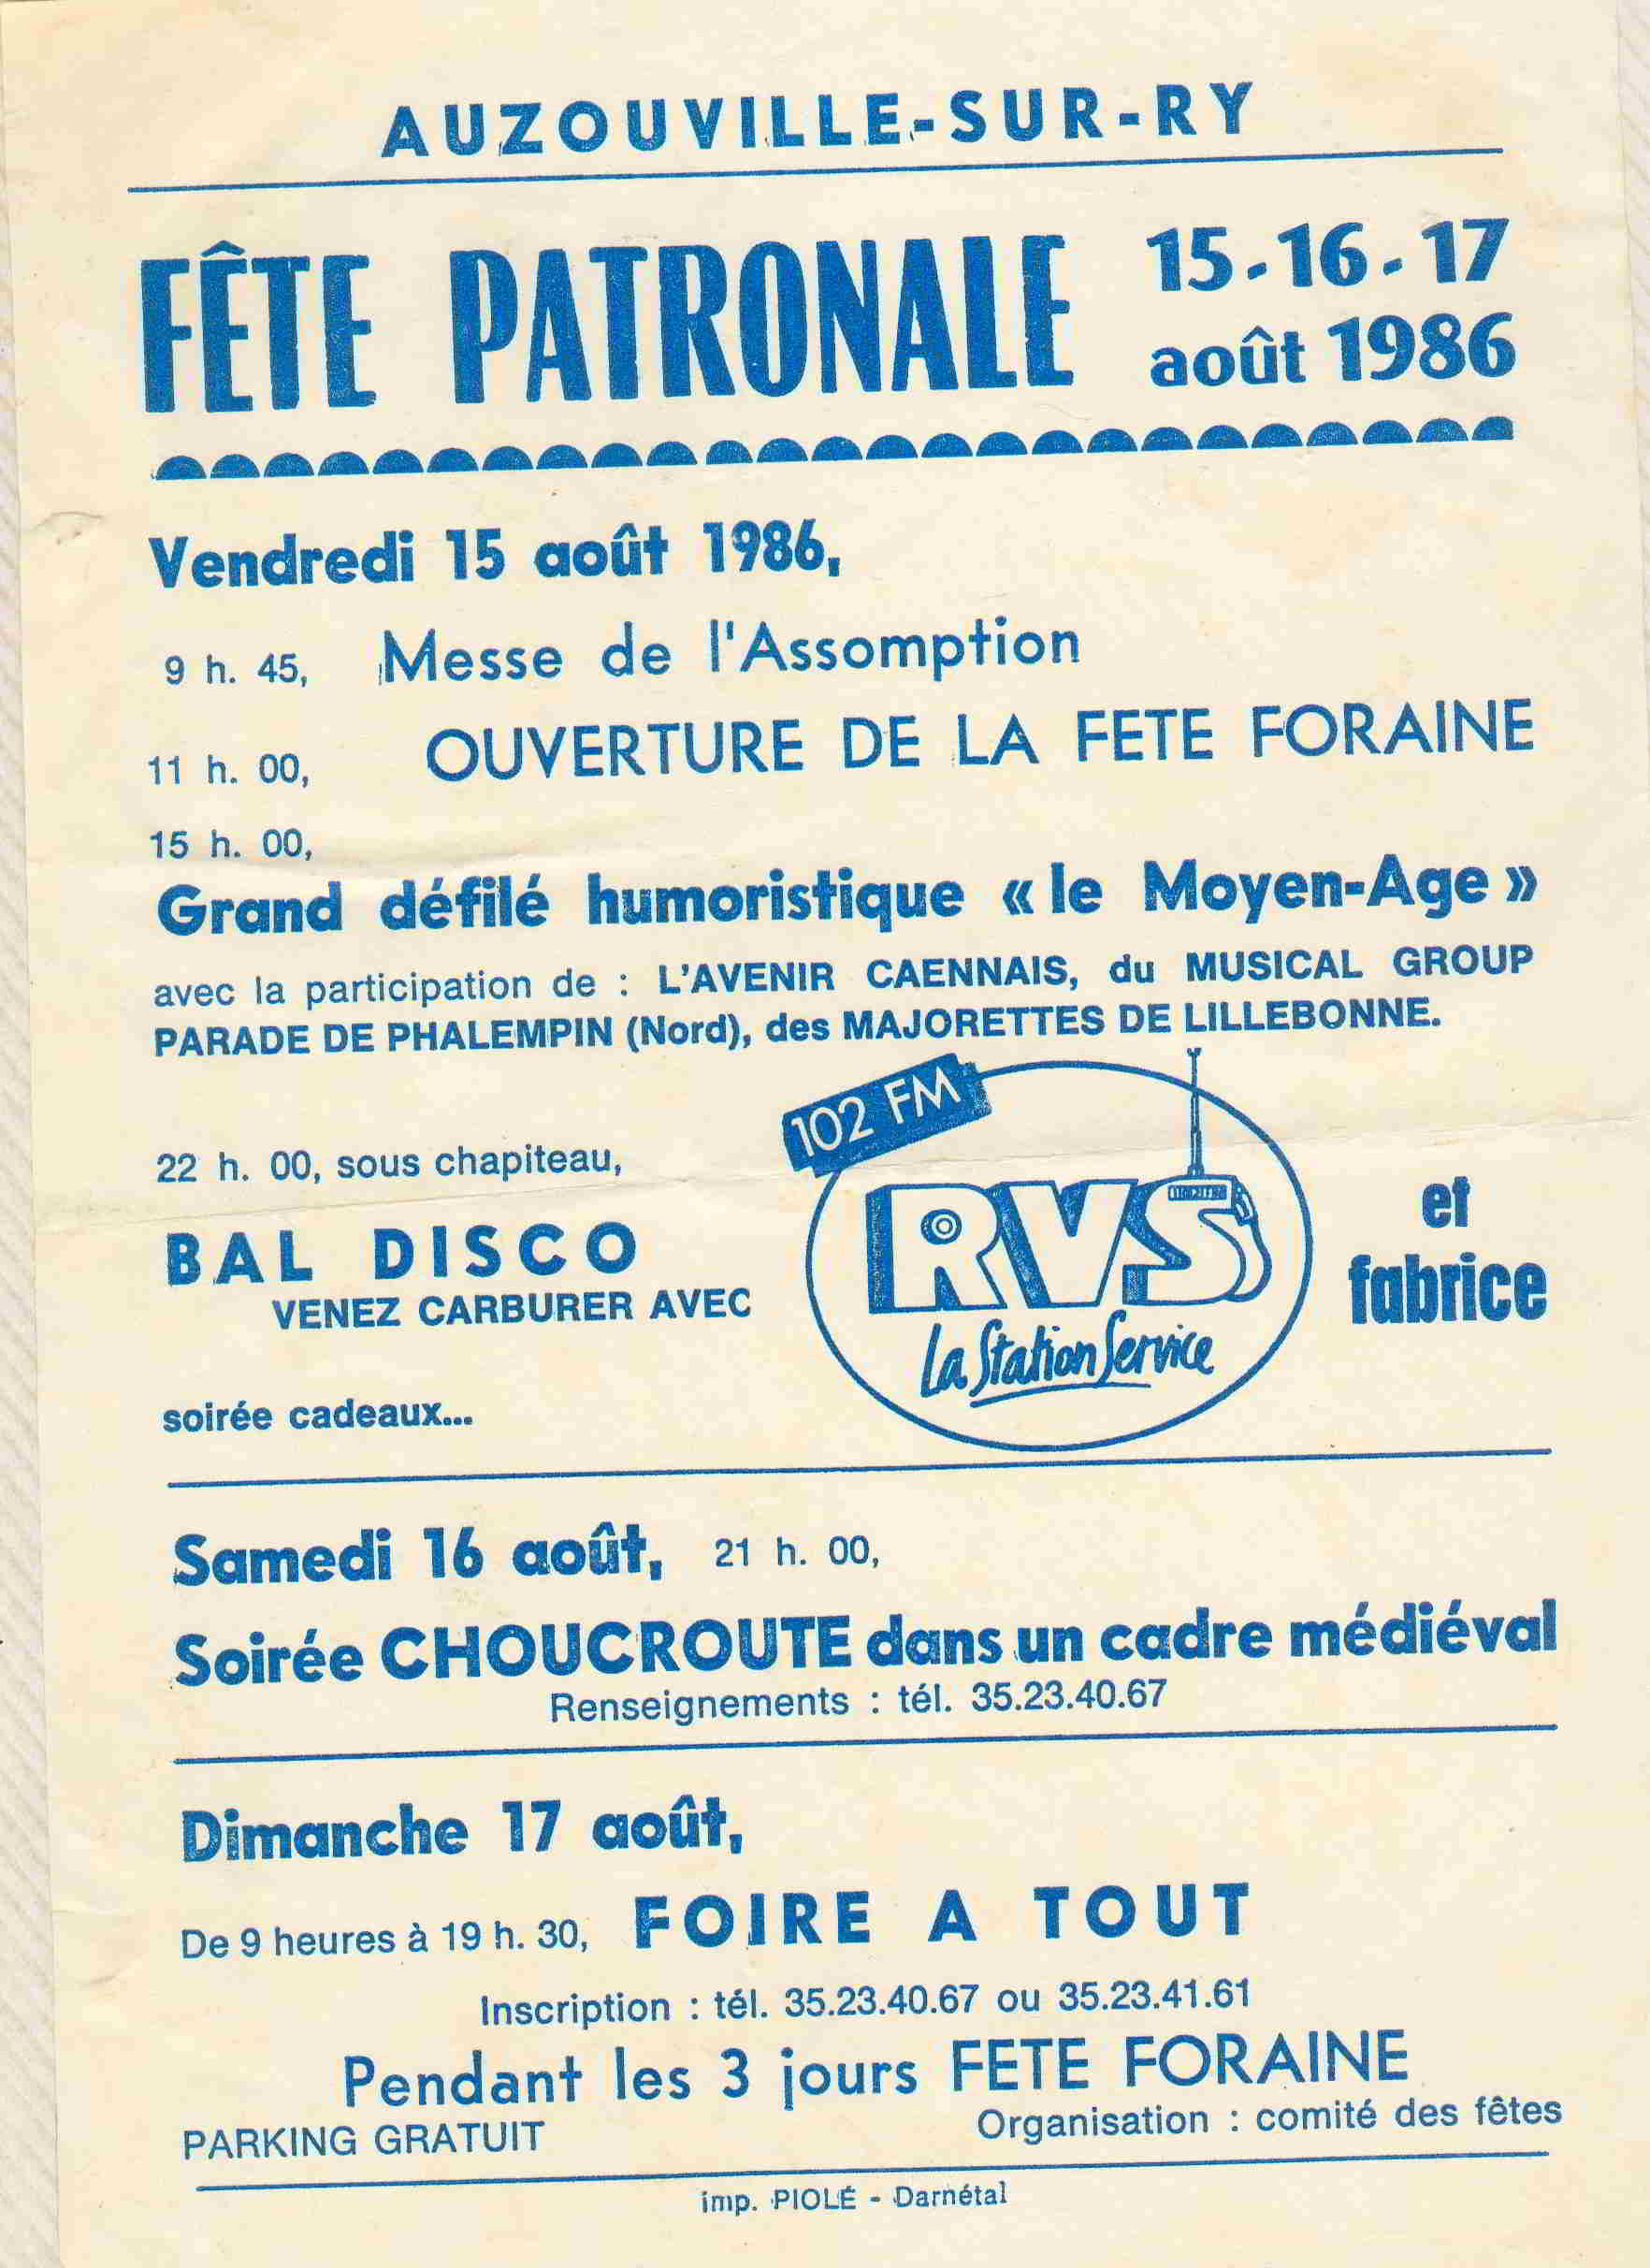 AUZOUVILLE-SUR-RY
FÊTE PATRONALE
15-16-17
août 1986
Vendredi 15 août 1986,
9 h. 45, Messe de l'Assomption
11 h. 00, OUVERTURE DE LA FETE FORAINE
15 h. 00,
Grand défilé humoristique « le Moyen-Age »
avec la participation de : L'AVENIR CAENNAIS, du MUSICAL GROUP
PARADE DE PHALEMPIN (Nord), des MAJORETTES DE LILLEBONNE.
22 h. 00, sous chapiteau,
BAL DISCO
VENEZ CARBURER AVEC
102 FM
RVS
La Station Service
et
fabrice
soirée cadeaux...
Samedi 16 août, 21 h. 00,
Soirée CHOUCROUTE dans un cadre médiéval
Renseignements : tél. 35.23.40.67
Dimanche 17 août,
De 9 heures à 19 h. 30, FOIRE A TOUT
Inscription : tél. 35.23.40.67 ou 35.23.41.61
Pendant les 3 jours FETE FORAINE
PARKING GRATUIT
Organisation : comité des fêtes
imp. PIOLÉ - Darnétal